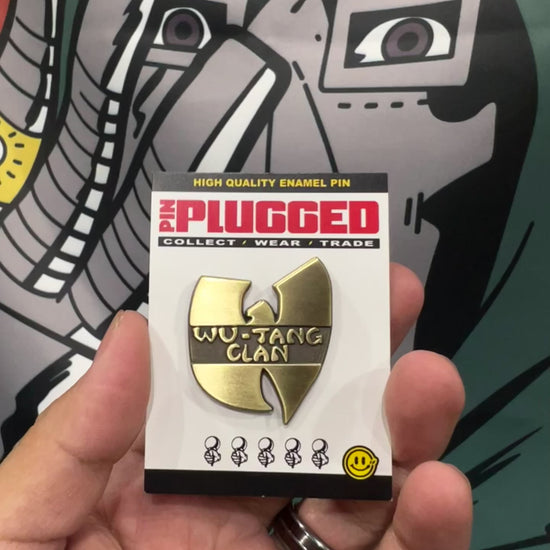 HIGH QUALITY ENAMEL PIN
PIN PLUGGED
COLLECT / WEAR / TRADE
WU-TANG
CLAN